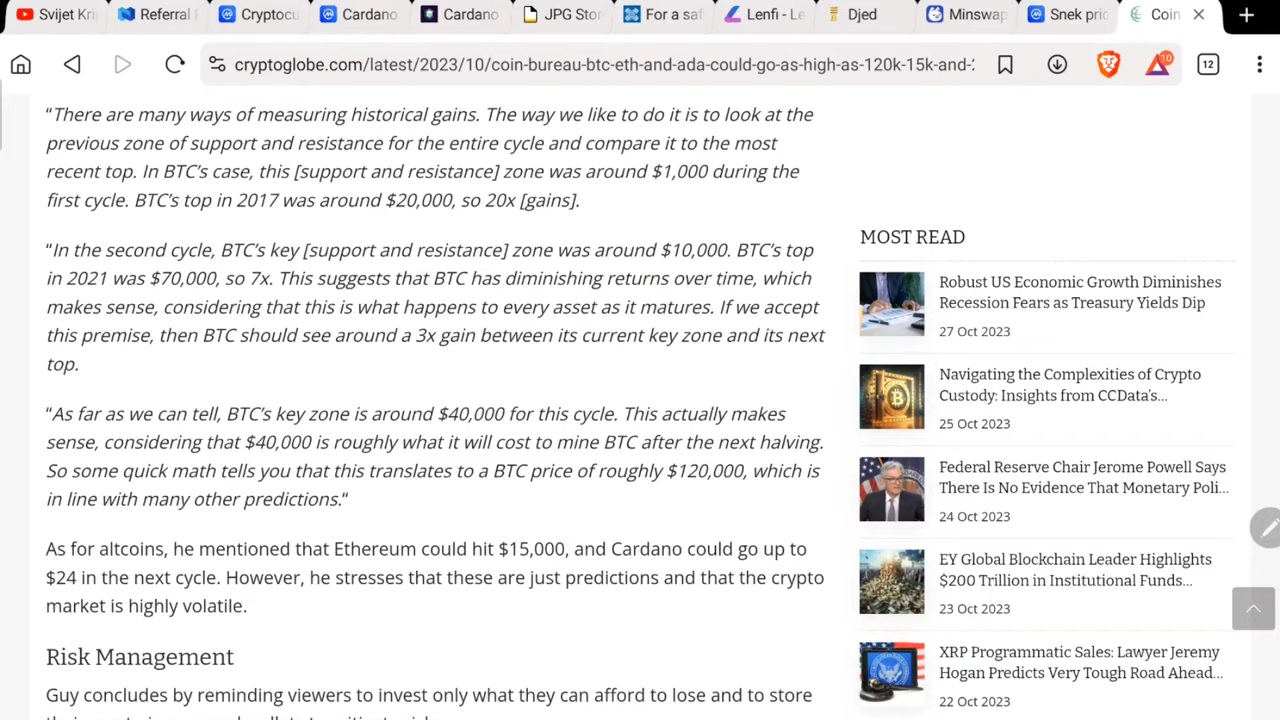 Svijet Kri
Referral
Cryptocu
Cardano
Cardano
JPG Stor
For a saf
Lenfi - Le
Djed
Minswap
Snek pric
Coin
cryptoglobe.com/latest/2023/10/coin-bureau-btc-eth-and-ada-could-go-as-high-as-120k-15k-and-2
10
12
“There are many ways of measuring historical gains. The way we like to do it is to look at the
previous zone of support and resistance for the entire cycle and compare it to the most
recent top. In BTC’s case, this [support and resistance] zone was around $1,000 during the
first cycle. BTC’s top in 2017 was around $20,000, so 20x [gains].
“In the second cycle, BTC’s key [support and resistance] zone was around $10,000. BTC’s top
in 2021 was $70,000, so 7x. This suggests that BTC has diminishing returns over time, which
makes sense, considering that this is what happens to every asset as it matures. If we accept
this premise, then BTC should see around a 3x gain between its current key zone and its next
top.
“As far as we can tell, BTC’s key zone is around $40,000 for this cycle. This actually makes
sense, considering that $40,000 is roughly what it will cost to mine BTC after the next halving.
So some quick math tells you that this translates to a BTC price of roughly $120,000, which is
in line with many other predictions.“
As for altcoins, he mentioned that Ethereum could hit $15,000, and Cardano could go up to
$24 in the next cycle. However, he stresses that these are just predictions and that the crypto
market is highly volatile.
Risk Management
Guy concludes by reminding viewers to invest only what they can afford to lose and to store
MOST READ
Robust US Economic Growth Diminishes
Recession Fears as Treasury Yields Dip
27 Oct 2023
Navigating the Complexities of Crypto
Custody: Insights from CCData’s...
25 Oct 2023
Federal Reserve Chair Jerome Powell Says
There Is No Evidence That Monetary Poli...
24 Oct 2023
EY Global Blockchain Leader Highlights
$200 Trillion in Institutional Funds...
23 Oct 2023
XRP Programmatic Sales: Lawyer Jeremy
Hogan Predicts Very Tough Road Ahead...
22 Oct 2023